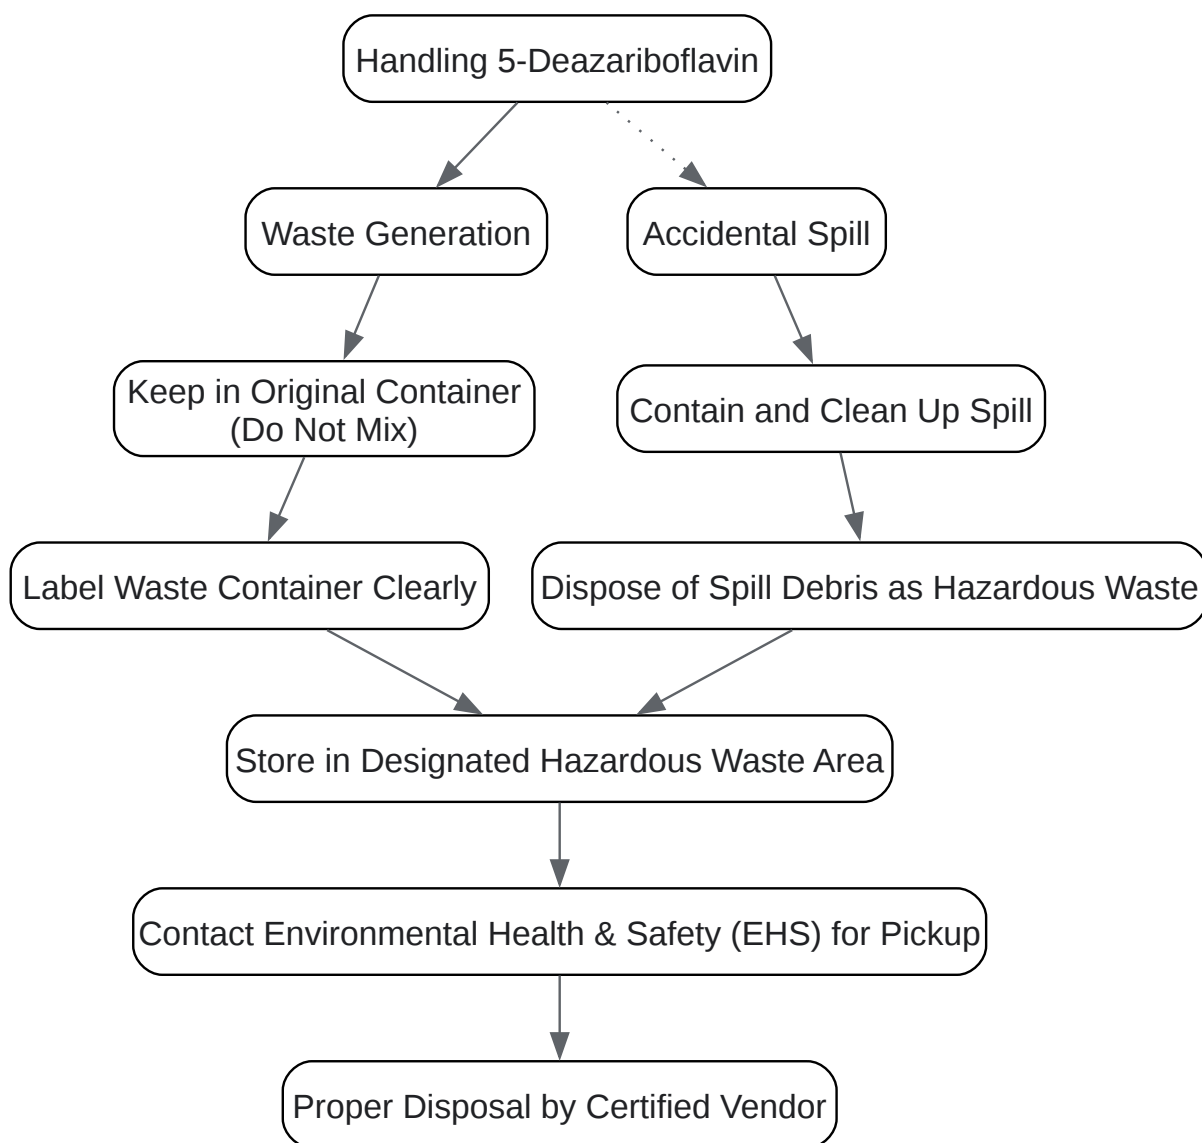 Handling 5-Deazariboflavin
Waste Generation
Accidental Spill
Keep in Original Container
(Do Not Mix)
Contain and Clean Up Spill
Label Waste Container Clearly
Dispose of Spill Debris as Hazardous Waste
Store in Designated Hazardous Waste Area
Contact Environmental Health & Safety (EHS) for Pickup
Proper Disposal by Certified Vendor